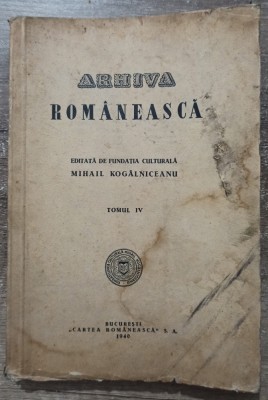 ARHIVA
ROMÂNEASCĂ
EDITATĂ DE FUNDAȚIA CULTURALĂ
MIHAIL KOGĂLNICEANU
TOMUL IV
BUCUREȘTI
„CARTEA ROMÂNEASCĂ” S. A.
1940